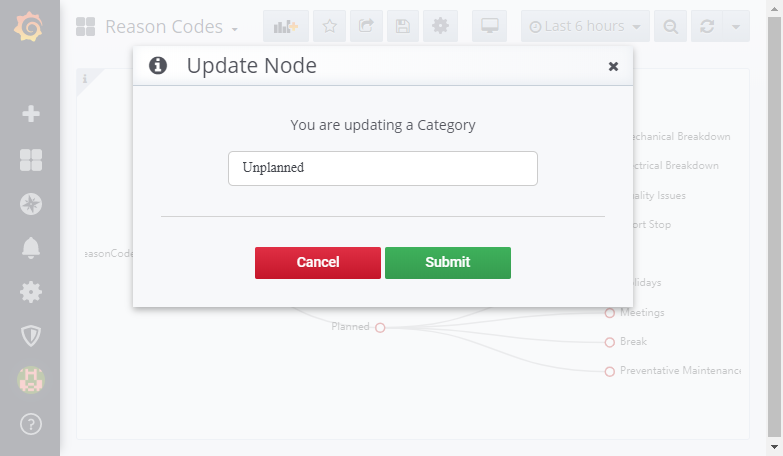 Reason Codes
Last 6 hours
Update Node
You are updating a Category
Unplanned
Cancel
Submit
chanical Breakdown
ctrical Breakdown
ality Issues
ort Stop
easonCode
lidays
Planned
Meetings
Break
Preventative Maintenance